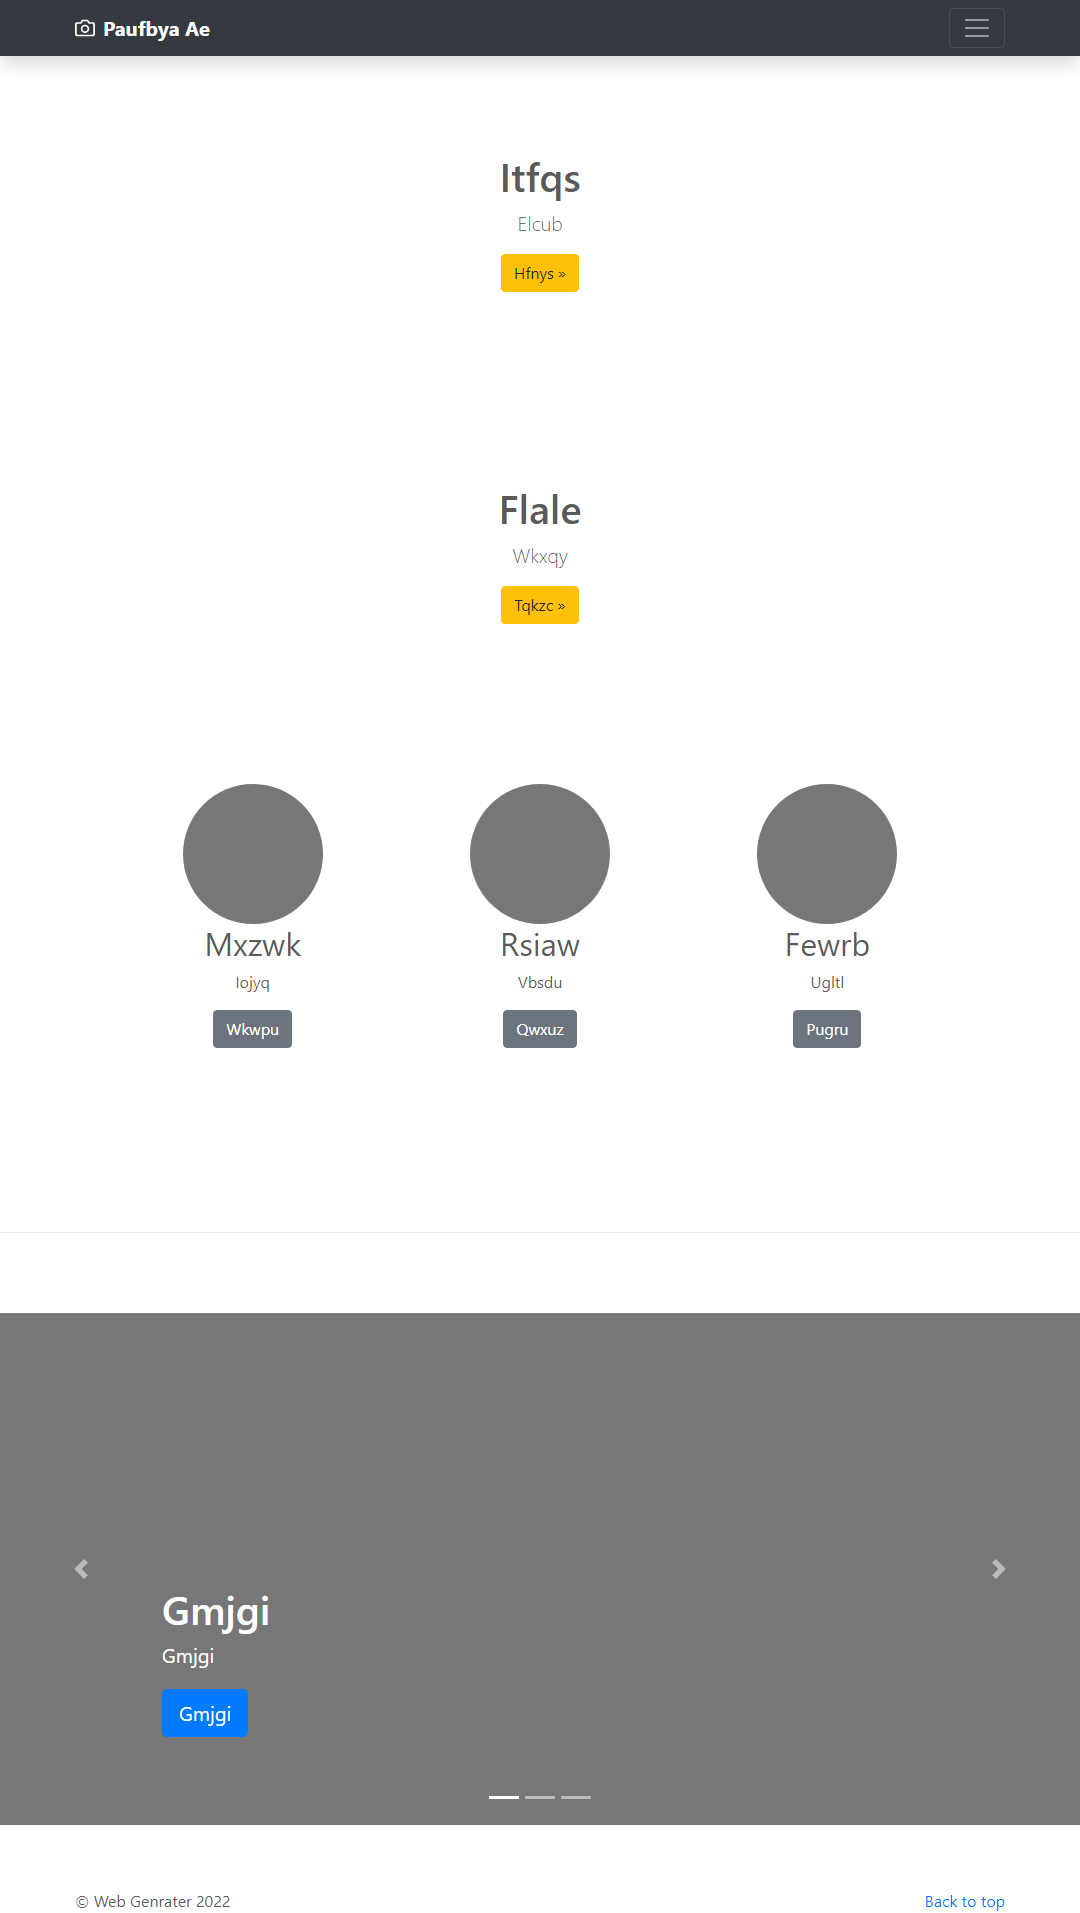 Paufbya Ae
Itfqs
Elcub
Hfnys »
Flale
Wkxqy
Tqkzc »
Mxzwk
Rsiaw
Fewrb
Iojyq
Vbsdu
Ugltl
Wkwpu
Qwxuz
Pugru
Gmjgi
Gmjgi
Gmjgi
© Web Genrater 2022
Back to top